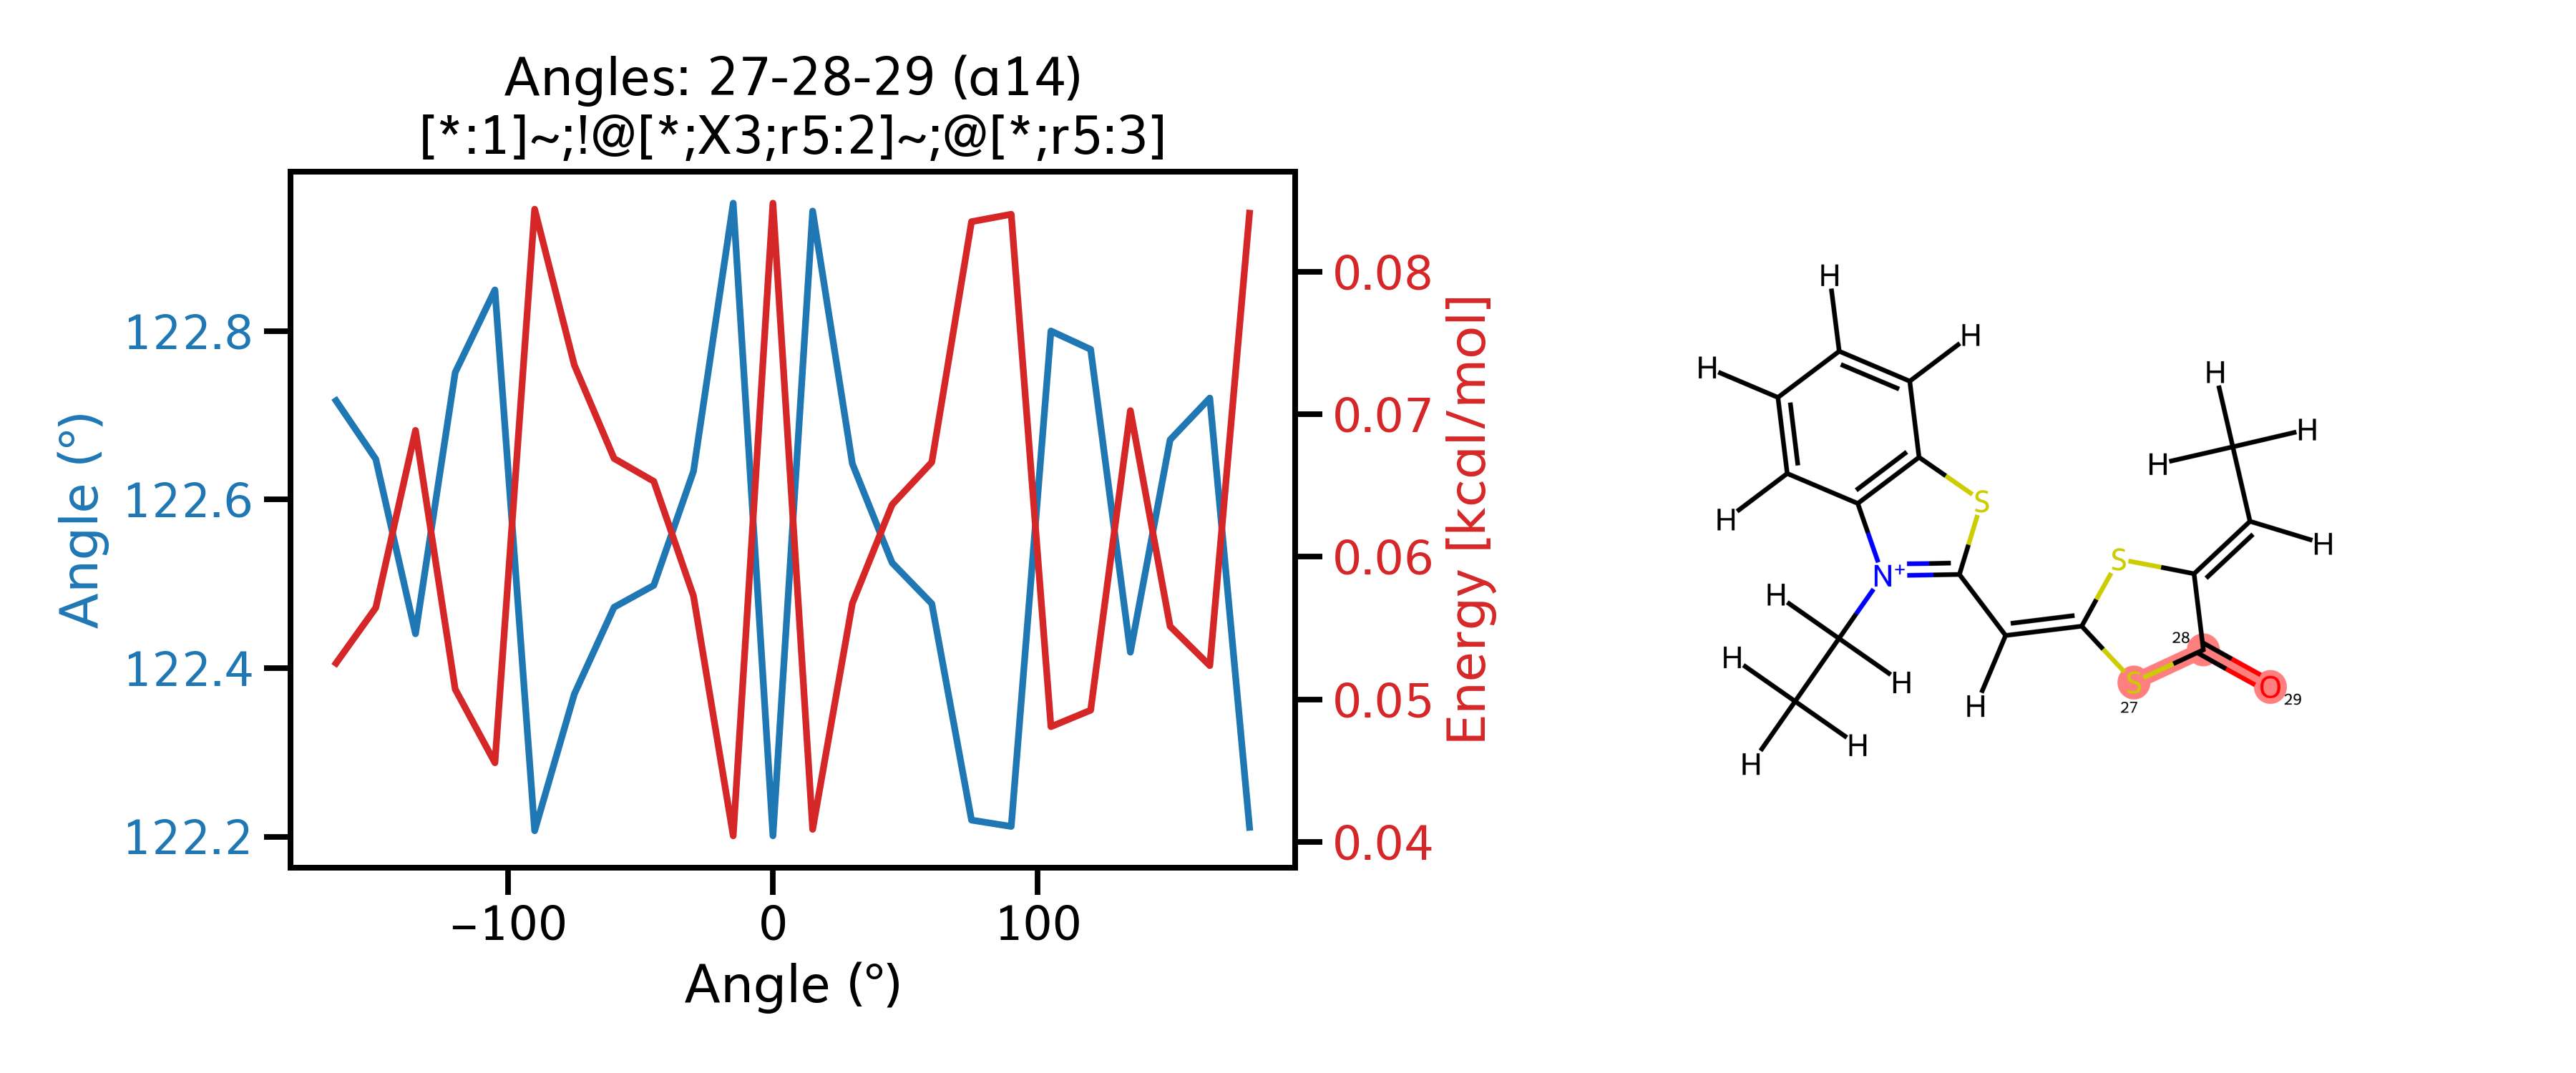 Angles: 27-28-29 (a14)
[*:1]~;!@[*;X3;r5:2]~;@[*;r5:3]
Angle (°)
122.8
122.6
122.4
122.2
−100
0
100
Angle (°)
0.08
0.07
0.06
0.05
0.04
Energy [kcal/mol]
H
H
H
H
H
H
H
H
S
S
N+
H
H
H
H
H
H
28
S
27
O
29